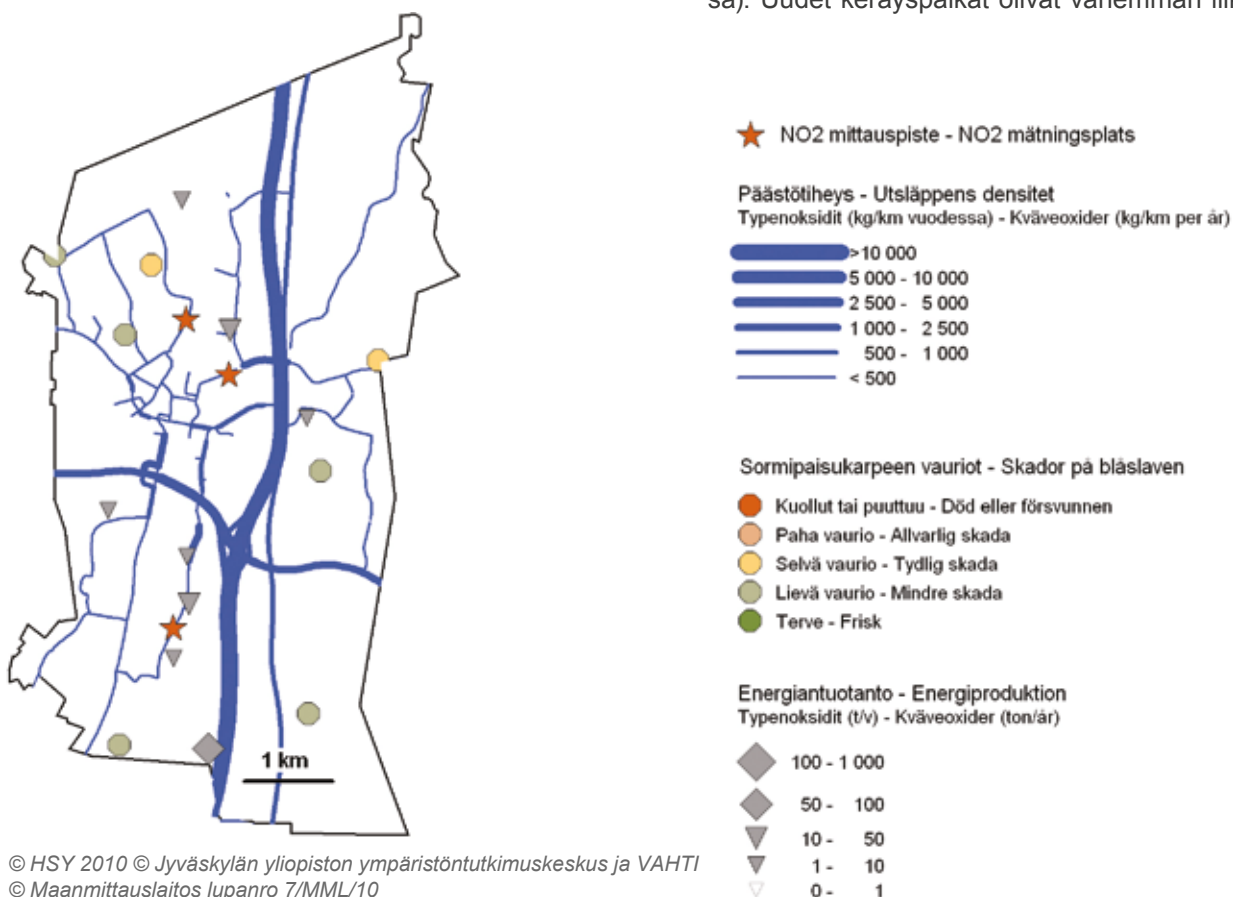 sa). Uudet keräyspaikat olivat vähemmän
NO2 mittauspiste - NO2 mätningsplats
Päästötiheys - Utsläppens densitet
Typenoksidit (kg/km vuodessa) - Kväveoxider (kg/km per år)
>10 000
5 000 - 10 000
2 500 - 5 000
1 000 - 2 500
500 - 1 000
< 500
Sormipaisukarpeen vauriot - Skador på blåslaven
Kuollut tai puuttuu - Död eller försvunnen
Paha vaurio - Allvarlig skada
Selvä vaurio - Tydlig skada
Lievä vaurio - Mindre skada
Terve - Frisk
Energiantuotanto - Energiproduktion
Typenoksidit (t/v) - Kväveoxider (ton/år)
100 - 1 000
50 - 100
10 - 50
1 - 10
0 - 1
1 km
© HSY 2010 © Jyväskylän yliopiston ympäristöntutkimuskeskus ja VAHTI
© Maanmittauslaitos lupanro 7/MML/10